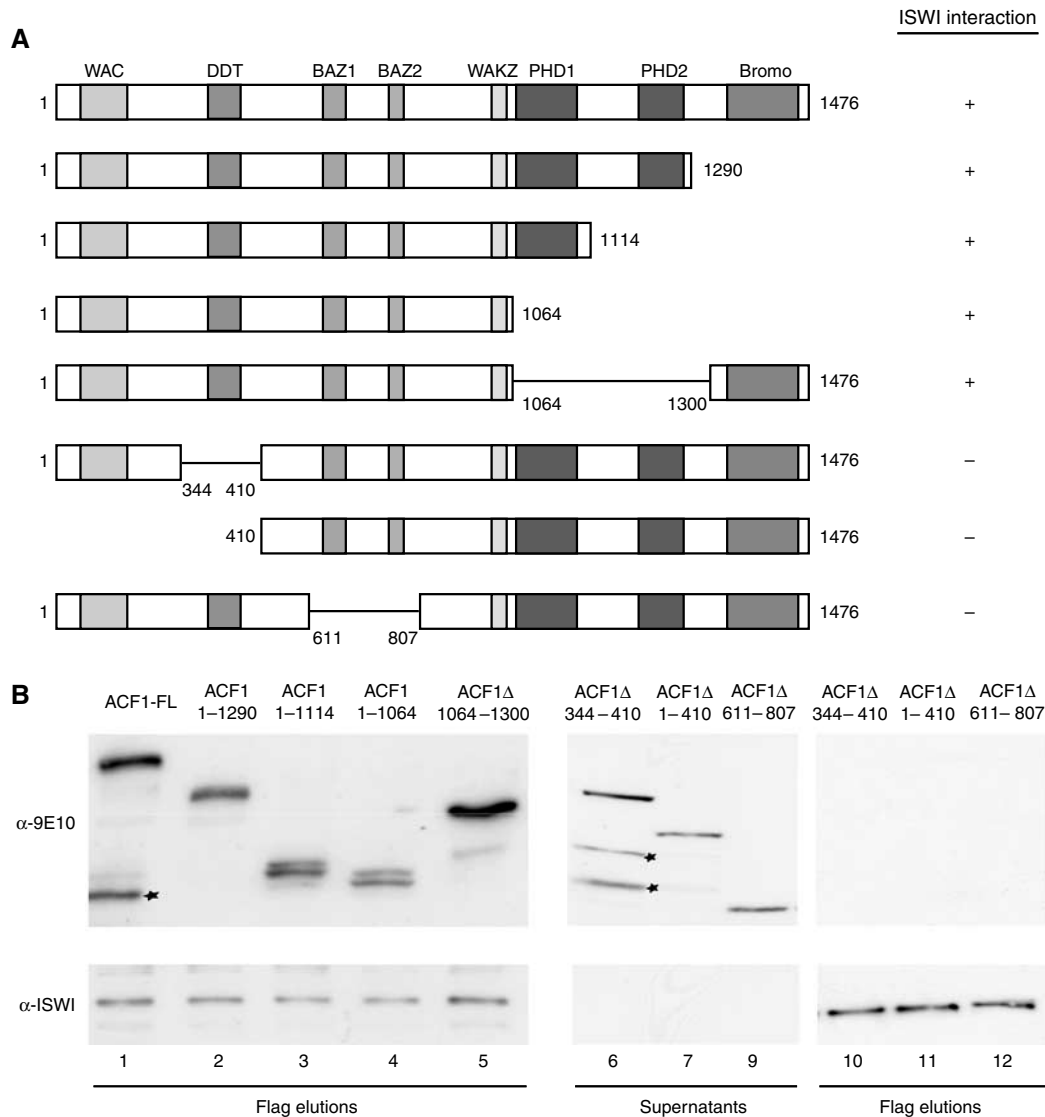 ISWI interaction
A
WAC DDT BAZ1 BAZ2 WAKZ PHD1 PHD2 Bromo
1 1476 +
1 1290 +
1 1114 +
1 1064 +
1 1476 +
1064 1300
1 1476 –
344 410
410 1476 –
1 1476 –
611 807
B
ACF1-FL ACF1 ACF1 ACF1 ACF1Δ ACF1Δ ACF1Δ ACF1Δ ACF1Δ ACF1Δ ACF1Δ
1–1290 1–1114 1–1064 1064–1300 344–410 1–410 611–807 344–410 1–410 611–807
α-9E10
α-ISWI
1 2 3 4 5 6 7 9 10 11 12
Flag elutions Supernatants Flag elutions